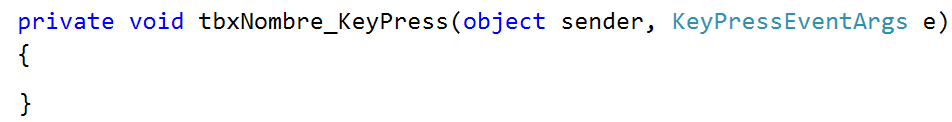 private void tbxNombre_KeyPress(object sender, KeyPressEventArgs e)
{
}